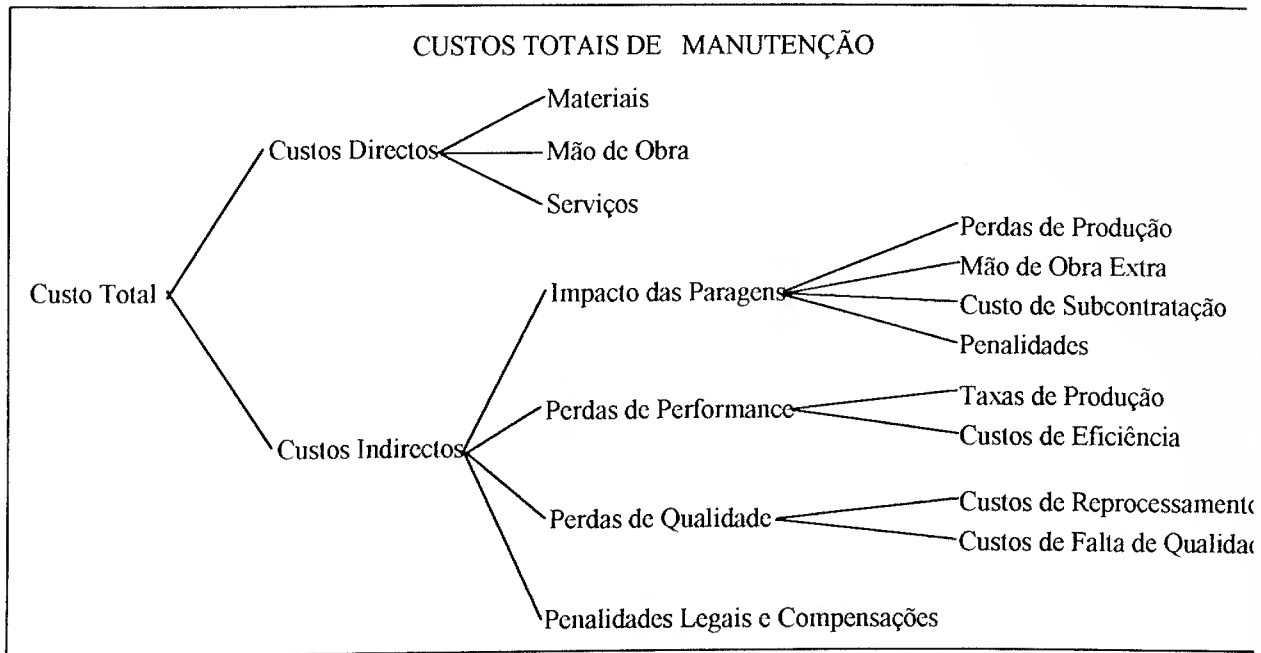 CUSTOS TOTAIS DE MANUTENÇÃO
Materiais
Custos Directos
Mão de Obra
Serviços
Perdas de Produção
Mão de Obra Extra
Custo Total
Impacto das Paragens
Custo de Subcontratação
Penalidades
Perdas de Performance
Taxas de Produção
Custos de Eficiência
Custos Indirectos
Perdas de Qualidade
Custos de Reprocessamento
Custos de Falta de Qualidad
Penalidades Legais e Compensações